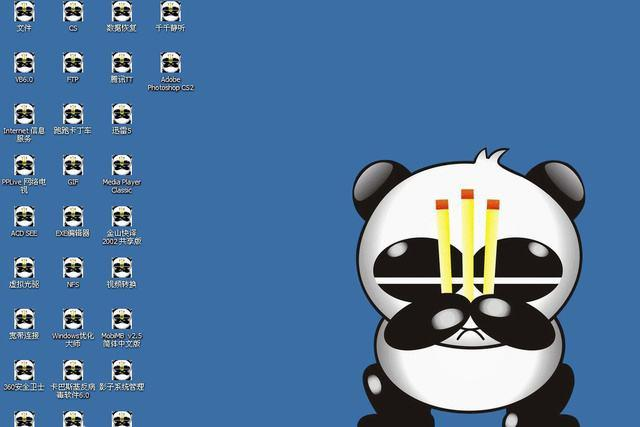 文件
CS
数据恢复
千千静听
VB6.0
FTP
腾讯TT
Adobe
Photoshop CS2
Internet 信息
服务
跑跑卡丁车
迅雷5
PPLive 网络电
视
GIF
Media Player
Classic
ACD SEE
EXE编辑器
金山快译
2002 共享版
虚拟光驱
NFS
视频转换
宽带连接
Windows优化
大师
MobiMB v2.5
简体中文版
360安全卫士
卡巴斯基反病
毒软件6.0
影子系统管理